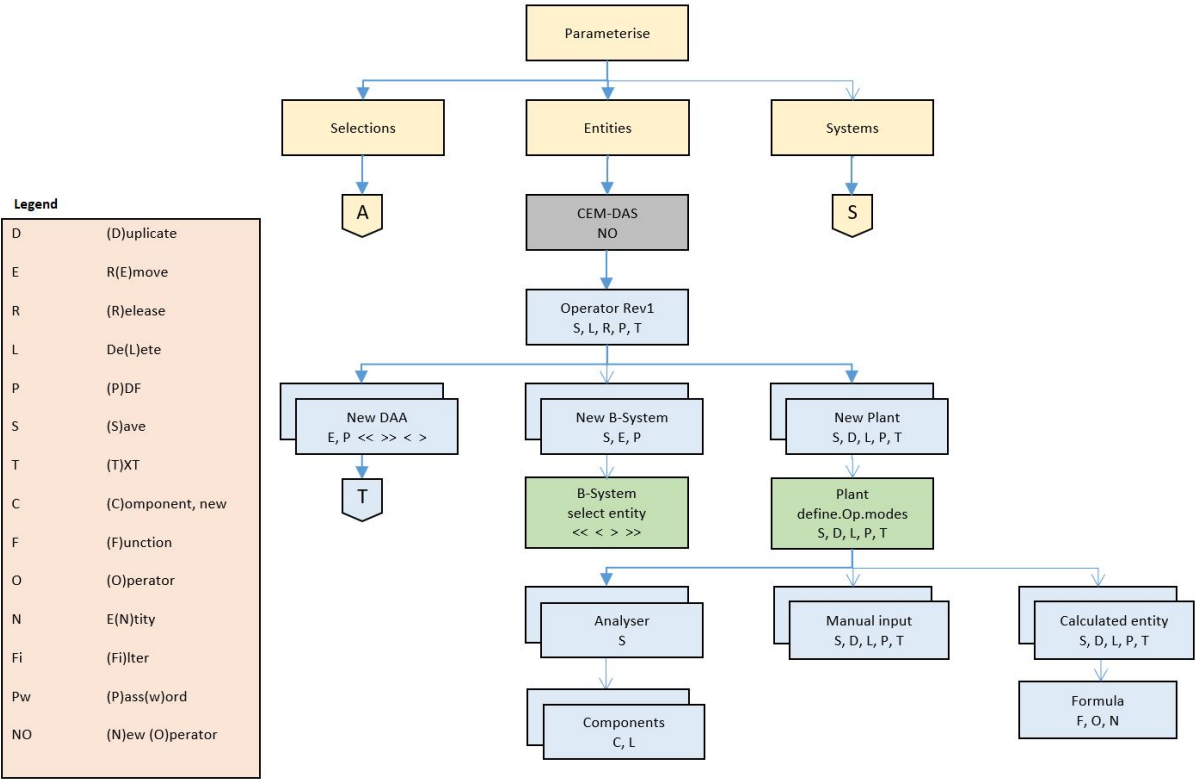 Parameterise
Selections
Entities
Systems
A
CEM-DAS
NO
S
Operator Rev1
S, L, R, P, T
New DAA
E, P << >> < >
New B-System
S, E, P
New Plant
S, D, L, P, T
T
B-System
select entity
<< < > >>
Plant
define.Op.modes
S, D, L, P, T
Analyser
S
Manual input
S, D, L, P, T
Calculated entity
S, D, L, P, T
Components
C, L
Formula
F, O, N
Legend
D (D)uplicate
E R(E)move
R (R)elease
L De(L)ete
P (P)DF
S (S)ave
T (T)XT
C (C)omponent, new
F (F)unction
O (O)perator
N E(N)tity
Fi (Fi)lter
Pw (P)ass(w)ord
NO (N)ew (O)perator